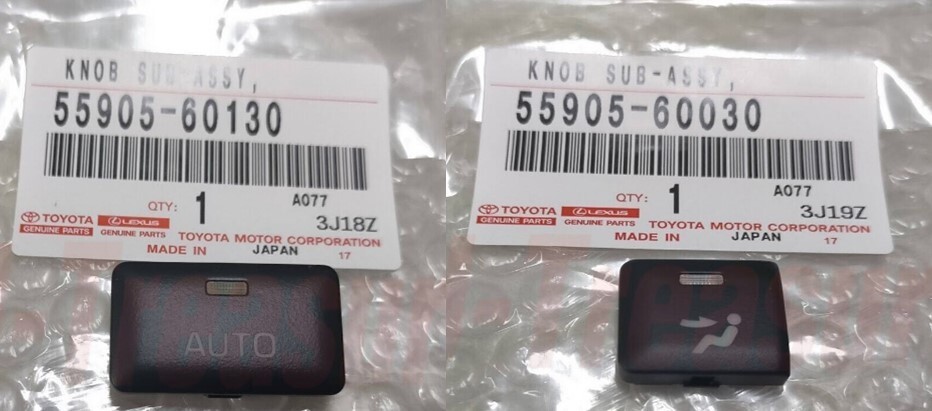 KNOB SUB-ASSY,
55905-60130
QTY: 1 A077
3J18Z
TOYOTA LEXUS
GENUINE PARTS GENUINE PARTS
TOYOTA MOTOR CORPORATION
MADE IN JAPAN 17
AUTO
KNOB SUB-ASSY,
55905-60030
QTY: 1 A077
3J19Z
TOYOTA LEXUS
GENUINE PARTS GENUINE PARTS
TOYOTA MOTOR CORPORATION
MADE IN JAPAN 17